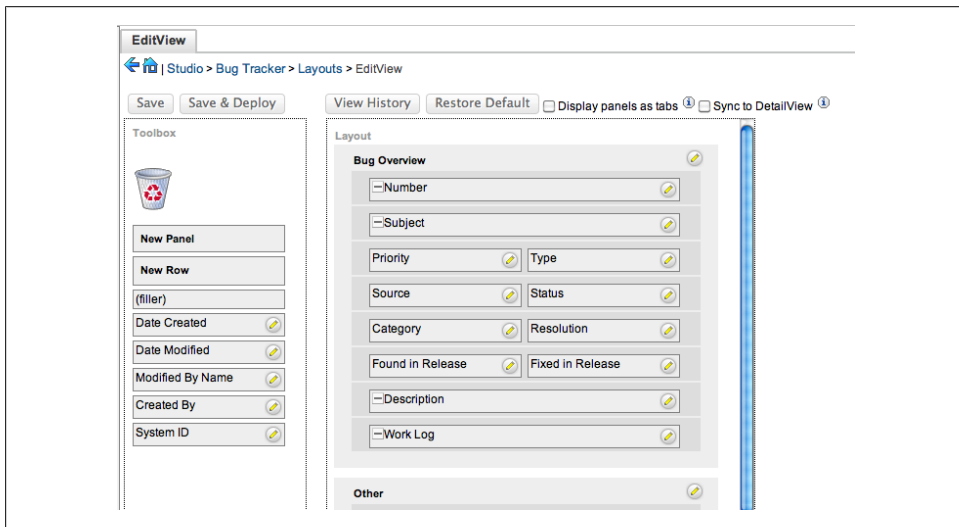 EditView
| Studio > Bug Tracker > Layouts > EditView
Save Save & Deploy View History Restore Default Display panels as tabs Sync to DetailView
Toolbox
New Panel
New Row
(filler)
Date Created
Date Modified
Modified By Name
Created By
System ID
Layout
Bug Overview
Number
Subject
Priority Type
Source Status
Category Resolution
Found in Release Fixed in Release
Description
Work Log
Other